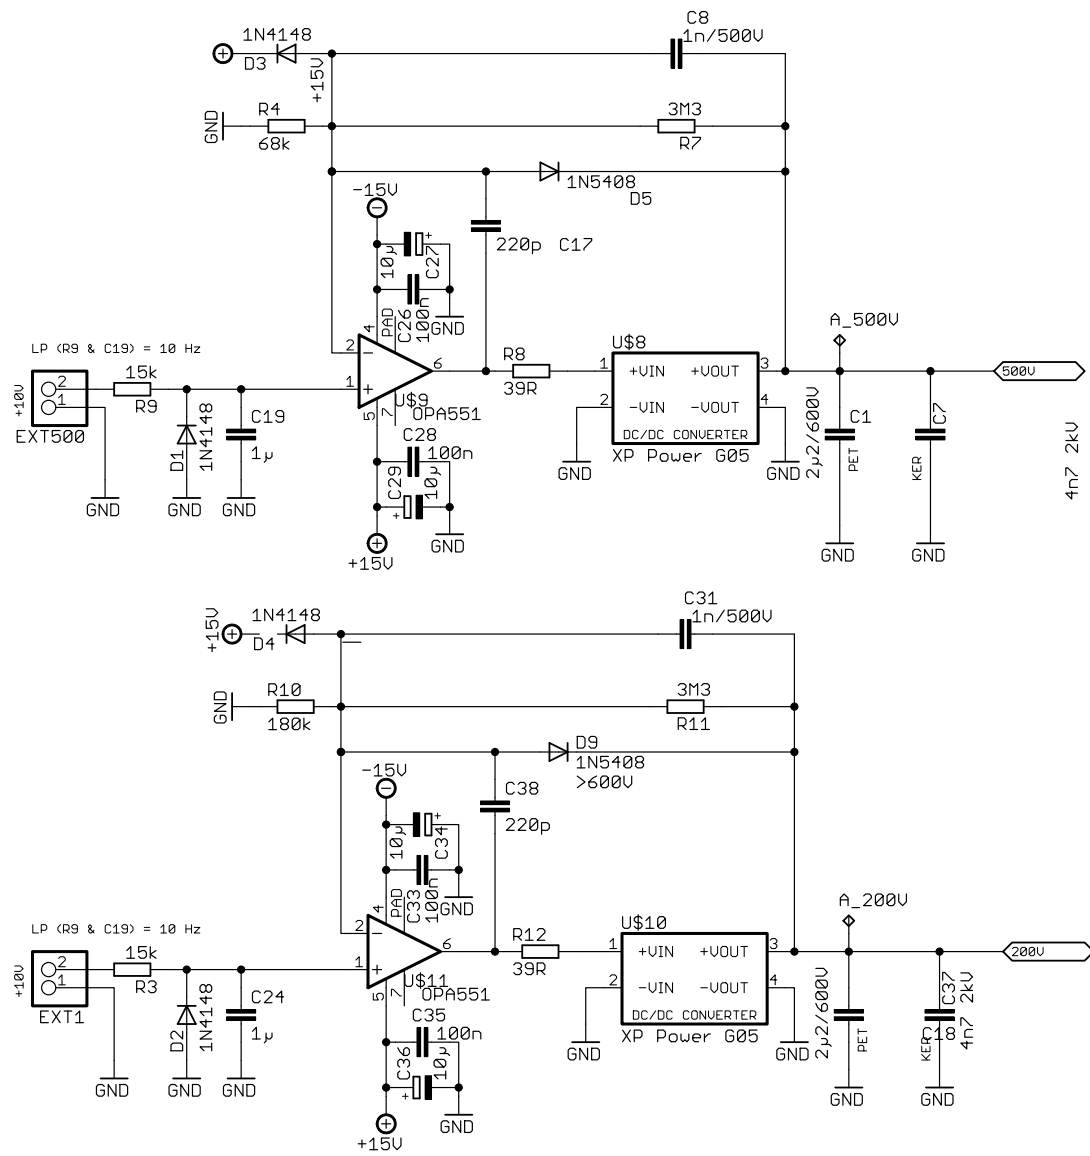 C8
1n/500V
1N4148
D3
+15V
R4
68k
GND
3M3
R7
1N5408
D5
-15V
220p C17
10µ
C27
C26
100n
GND
PAD
4
2
1
6
5
7
U$9
OPA551
LP (R9 & C19) = 10 Hz
+10V
2
1
EXT500
15k
R9
D1
1N4148
C19
1µ
GND
GND
GND
C28
100n
C29
10µ
+
GND
+15V
R8
39R
U$8
1
+VIN
+VOUT
3
2
-VIN
-VOUT
4
DC/DC CONVERTER
XP Power G05
GND
GND
A_500V
500V
2µ2/600V
C1
PET
C7
KER
4n7 2kV
GND
GND
C31
1n/500V
1N4148
D4
+15V
R10
180k
GND
3M3
R11
D9
1N5408
>600V
-15V
C38
220p
10µ
C34
+
C33
100n
GND
PAD
4
2
1
6
5
7
U$11
OPA551
LP (R9 & C19) = 10 Hz
+10V
2
1
EXT1
15k
R3
D2
1N4148
C24
1µ
GND
GND
GND
C35
100n
C36
10µ
+
GND
+15V
R12
39R
U$10
1
+VIN
+VOUT
3
2
-VIN
-VOUT
4
DC/DC CONVERTER
XP Power G05
GND
GND
A_200V
200V
2µ2/600V
PET
C18
C37
KER
4n7 2kV
GND
GND